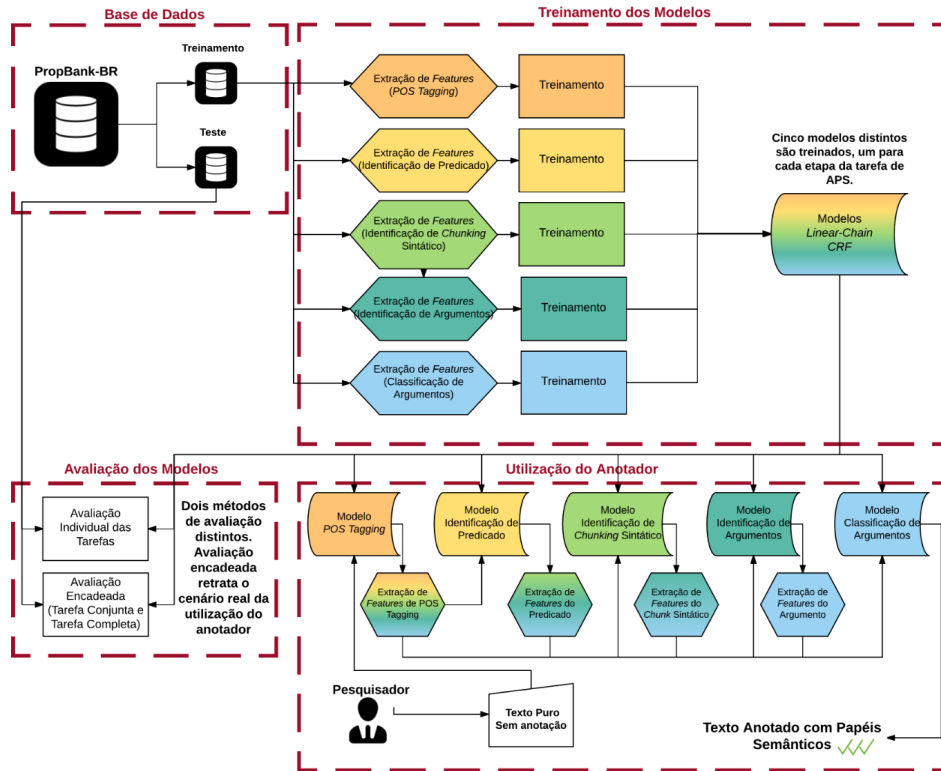 Base de Dados
PropBank-BR
Treinamento
Teste
Treinamento dos Modelos
Extração de Features
(POS Tagging)
Treinamento
Extração de Features
(Identificação de Predicado)
Treinamento
Extração de Features
(Identificação de Chunking
Sintático)
Treinamento
Extração de Features
(Identificação de Argumentos)
Treinamento
Extração de Features
(Classificação de
Argumentos)
Treinamento
Cinco modelos distintos
são treinados, um para
cada etapa da tarefa de
APS.
Modelos
Linear-Chain
CRF
Avaliação dos Modelos
Avaliação
Individual das
Tarefas
Avaliação
Encadeada
(Tarefa Conjunta e
Tarefa Completa)
Dois métodos
de avaliação
distintos.
Avaliação
encadeada
retrata o
cenário real da
utilização do
anotador
Utilização do Anotador
Modelo
POS Tagging
Modelo
Identificação de
Predicado
Modelo
Identificação de
Chunking Sintático
Modelo
Identificação de
Argumentos
Modelo
Classificação de
Argumentos
Extração de
Features de POS
Tagging
Extração de
Features do
Predicado
Extração de
Features do
Chunk Sintático
Extração de
Features do
Argumento
Pesquisador
Texto Puro
Sem anotação
Texto Anotado com Papéis
Semânticos